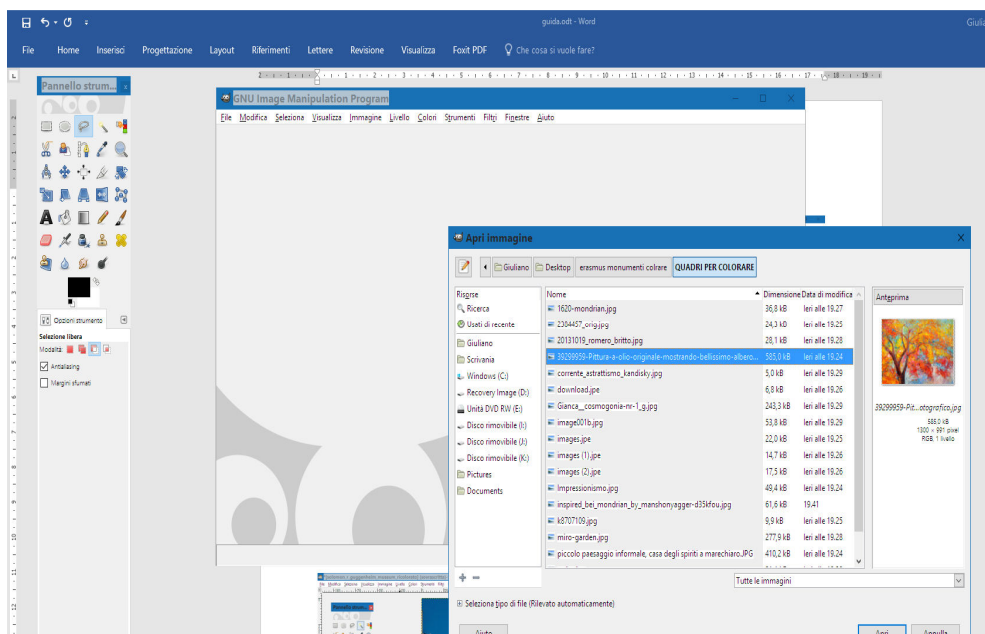 guida.odt - Word
Giulia
File Home Inserisci Progettazione Layout Riferimenti Lettere Revisione Visualizza Foxit PDF Che cosa si vuole fare?
Pannello strum...
GNU Image Manipulation Program
File Modifica Seleziona Visualizza Immagine Livello Colori Strumenti Filtri Finestre Aiuto
Apri immagine
Giuliano Desktop erasmus monumenti colrare QUADRI PER COLORARE
Risorse
Ricerca
Usati di recente
Giuliano
Scrivania
Windows (C:)
Recovery Image (D:)
Unità DVD RW (E:)
Disco rimovibile (I:)
Disco rimovibile (J:)
Disco rimovibile (K:)
Pictures
Documents
Nome Dimensione Data di modifica
1620-mondrian.jpg 36,8 kB Ieri alle 19.27
2304457_orig.jpg 24,3 kB Ieri alle 19.25
20131019_romero_britto.jpg 28,1 kB Ieri alle 19.28
39299959-Pittura-a-olio-originale-mostrando-bellissimo-albero... 585,0 kB Ieri alle 19.24
corrente_astrattismo_kandisky.jpg 5,0 kB Ieri alle 19.29
download.jpe 6,8 kB Ieri alle 19.26
Gianca__cosmogonia-nr-1_g.jpg 243,3 kB Ieri alle 19.29
image001b.jpg 53,8 kB Ieri alle 19.29
images.jpe 22,0 kB Ieri alle 19.25
images (1).jpe 14,7 kB Ieri alle 19.26
images (2).jpe 17,5 kB Ieri alle 19.26
Impressionismo.jpg 49,4 kB Ieri alle 19.24
inspired_bei_mondrian_by_manshonyagger-d35kfou.jpg 61,6 kB 19.41
k8707109.jpg 9,9 kB Ieri alle 19.25
miro-garden.jpg 277,9 kB Ieri alle 19.28
piccolo paesaggio informale, casa degli spiriti a marechiaro.JPG 410,2 kB Ieri alle 19.24
Anteprima
39299959-Pit...otografico.jpg
585,0 kB
1300 × 991 pixel
RGB, 1 livello
Opzioni strumento
Selezione libera
Modalità:
Antialiasing
Margini sfumati
Tutte le immagini
Seleziona tipo di file (Rilevato automaticamente)
Aiuto Apri Annulla